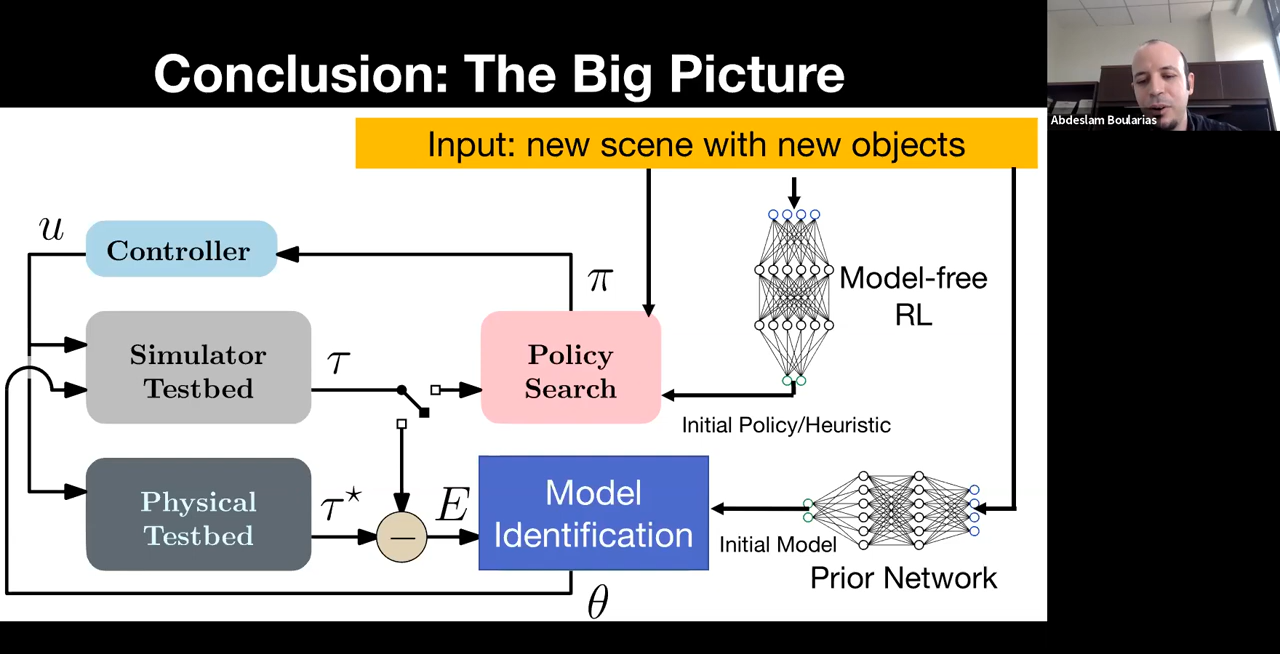 Conclusion: The Big Picture
Abdeslam Boularias
Input: new scene with new objects
u
Controller
π
Model-free
RL
Simulator
Testbed
τ
Policy
Search
Initial Policy/Heuristic
Physical
Testbed
τ⋆
−
E
Model
Identification
Initial Model
Prior Network
θ